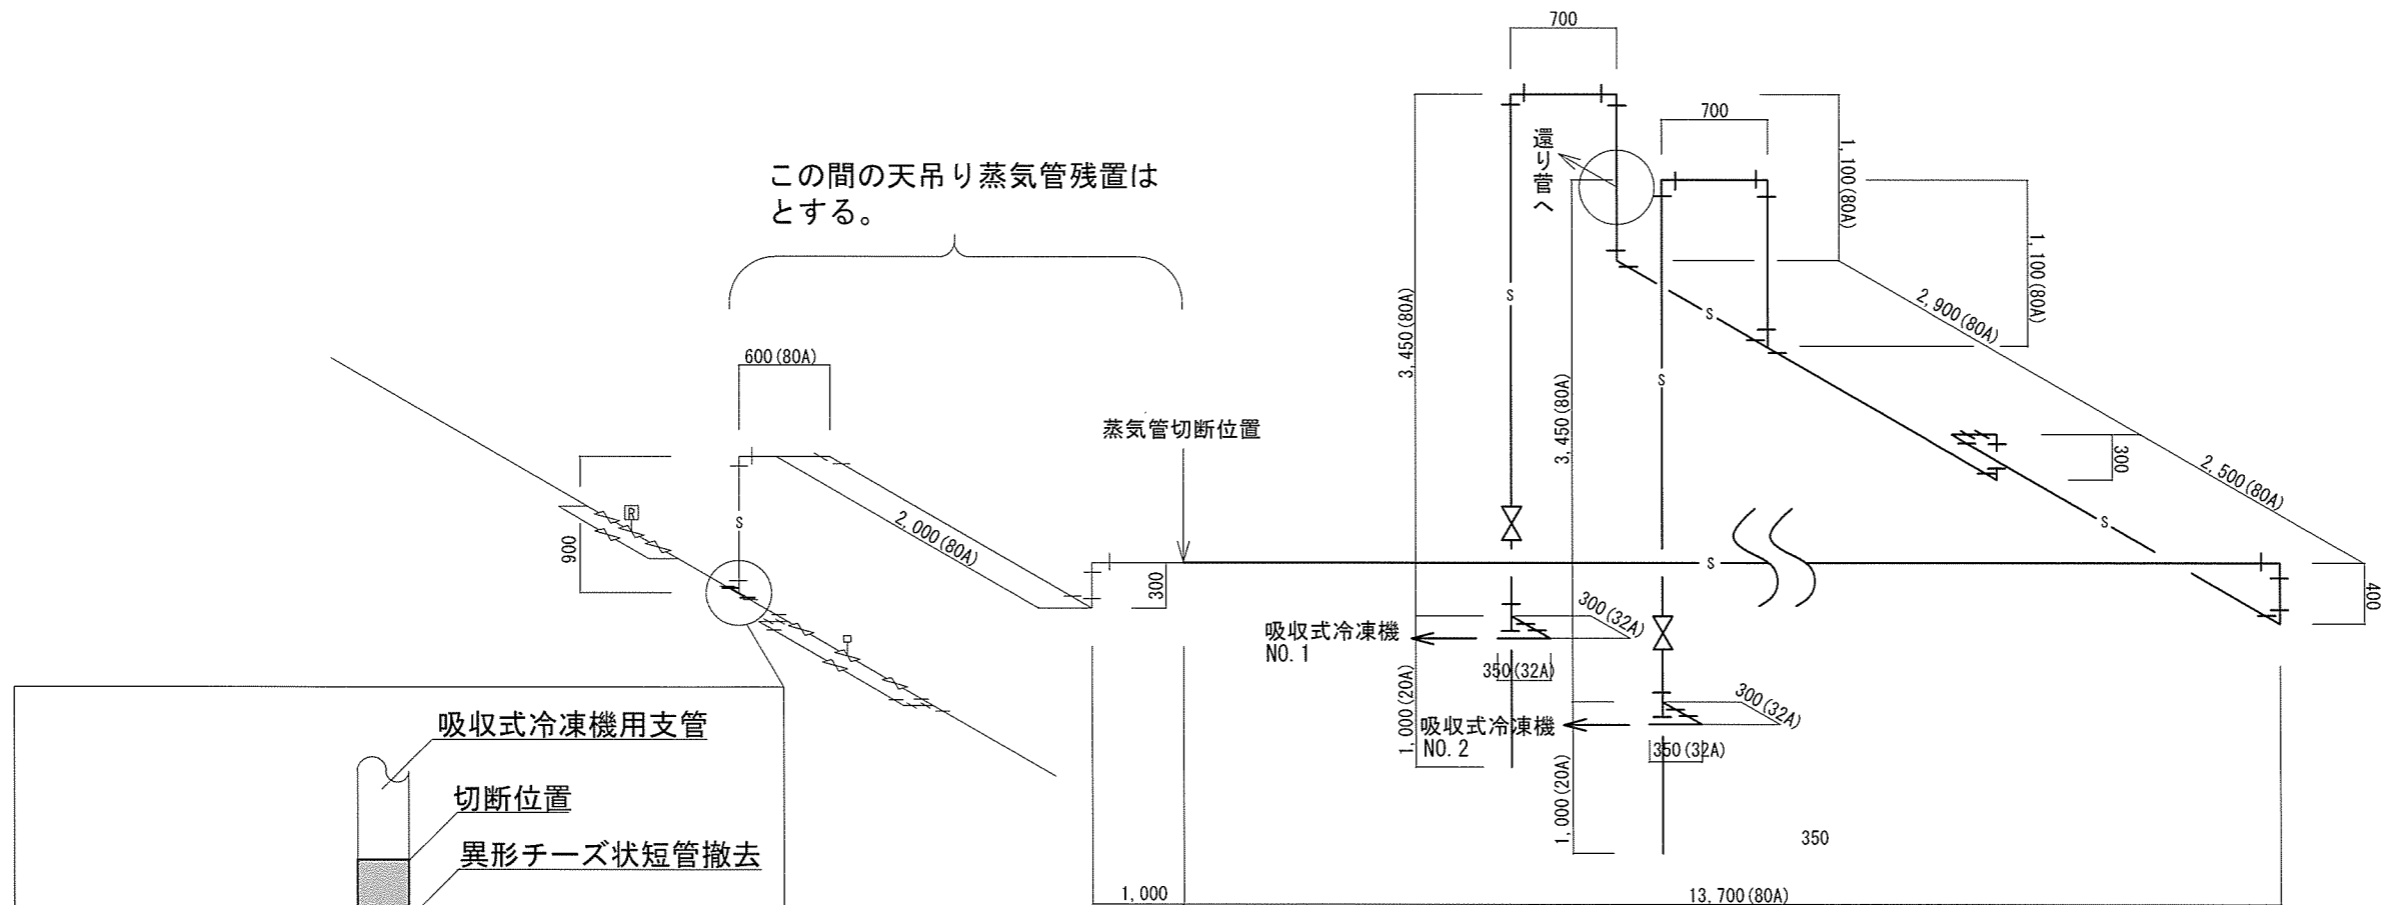 700
700
還り菅へ
1,100(80A)
1,100(80A)
この間の天吊り蒸気管残置は
とする。
3,450(80A)
3,450(80A)
S
S
S
2,900(80A)
600(80A)
蒸気管切断位置
300
2,500(80A)
R
900
S
2,000(80A)
S
S
300
400
吸収式冷凍機
NO.1
300(32A)
350(32A)
1,000(20A)
吸収式冷凍機
NO.2
300(32A)
350(32A)
1,000(20A)
350
吸収式冷凍機用支管
切断位置
異形チーズ状短管撤去
1,000
13,700(80A)